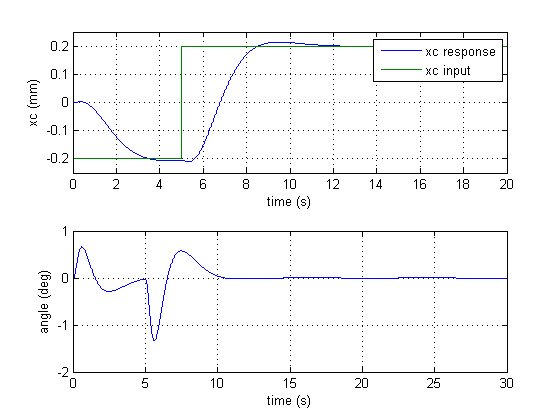 0.2
0.1
0
-0.1
-0.2
xc (mm)
xc response
xc input
0 2 4 6 8 10 12 14 16 18 20
time (s)
1
0
-1
-2
angle (deg)
0 5 10 15 20 25 30
time (s)